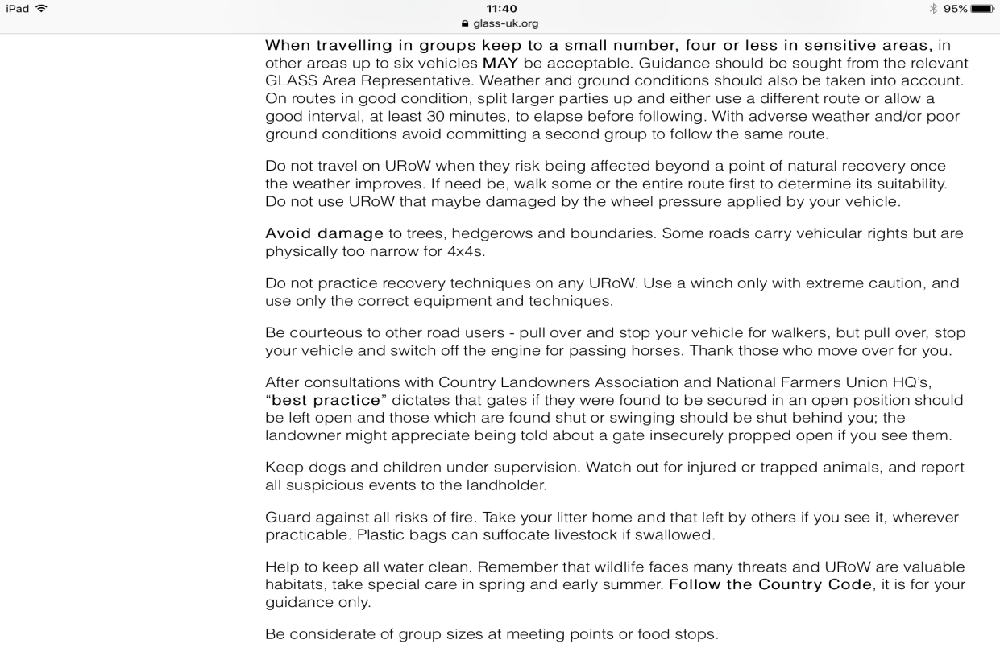 iPad 11:40 95%
glass-uk.org
When travelling in groups keep to a small number, four or less in sensitive areas, in
other areas up to six vehicles MAY be acceptable. Guidance should be sought from the relevant
GLASS Area Representative. Weather and ground conditions should also be taken into account.
On routes in good condition, split larger parties up and either use a different route or allow a
good interval, at least 30 minutes, to elapse before following. With adverse weather and/or poor
ground conditions avoid committing a second group to follow the same route.
Do not travel on URoW when they risk being affected beyond a point of natural recovery once
the weather improves. If need be, walk some or the entire route first to determine its suitability.
Do not use URoW that maybe damaged by the wheel pressure applied by your vehicle.
Avoid damage to trees, hedgerows and boundaries. Some roads carry vehicular rights but are
physically too narrow for 4x4s.
Do not practice recovery techniques on any URoW. Use a winch only with extreme caution, and
use only the correct equipment and techniques.
Be courteous to other road users - pull over and stop your vehicle for walkers, but pull over, stop
your vehicle and switch off the engine for passing horses. Thank those who move over for you.
After consultations with Country Landowners Association and National Farmers Union HQ's,
“best practice” dictates that gates if they were found to be secured in an open position should
be left open and those which are found shut or swinging should be shut behind you; the
landowner might appreciate being told about a gate insecurely propped open if you see them.
Keep dogs and children under supervision. Watch out for injured or trapped animals, and report
all suspicious events to the landholder.
Guard against all risks of fire. Take your litter home and that left by others if you see it, wherever
practicable. Plastic bags can suffocate livestock if swallowed.
Help to keep all water clean. Remember that wildlife faces many threats and URoW are valuable
habitats, take special care in spring and early summer. Follow the Country Code, it is for your
guidance only.
Be considerate of group sizes at meeting points or food stops.